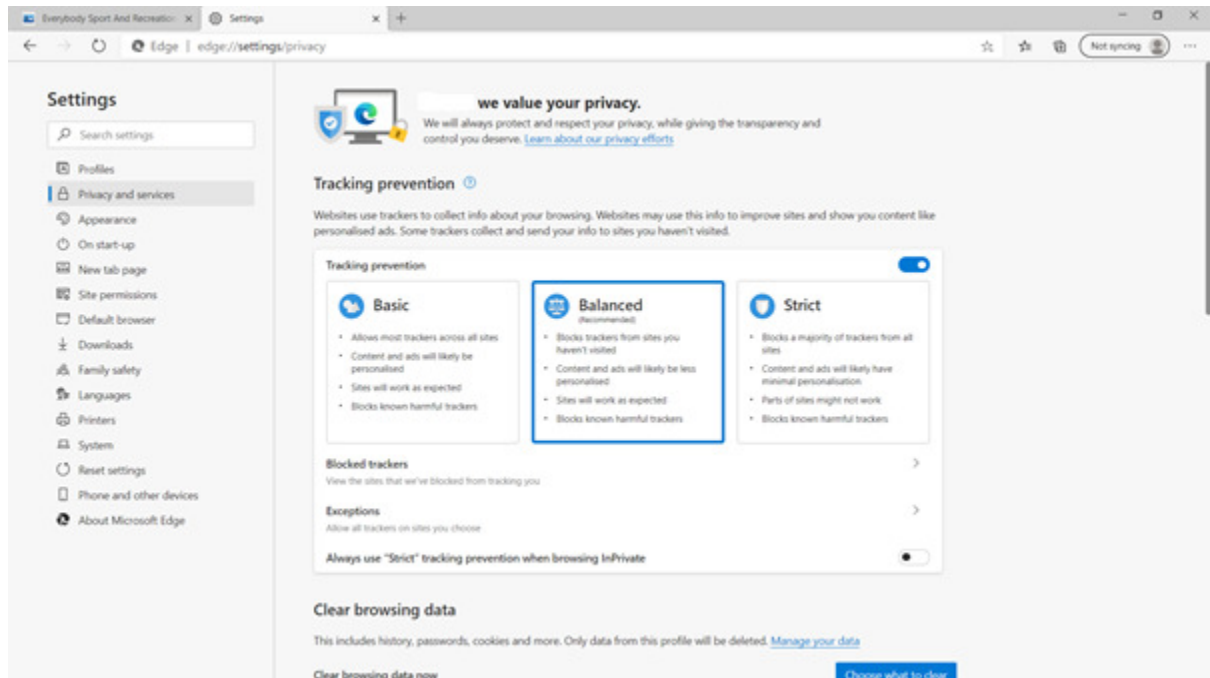 Everybody Sport And Recreation
Settings
Edge | edge://settings/privacy
Not syncing
Settings
Search settings
Profiles
Privacy and services
Appearance
On start-up
New tab page
Site permissions
Default browser
Downloads
Family safety
Languages
Printers
System
Reset settings
Phone and other devices
About Microsoft Edge
we value your privacy.
We will always protect and respect your privacy, while giving the transparency and
control you deserve. Learn about our privacy efforts
Tracking prevention
Websites use trackers to collect info about your browsing. Websites may use this info to improve sites and show you content like
personalised ads. Some trackers collect and send your info to sites you haven't visited.
Tracking prevention
Basic
• Allows most trackers across all sites
• Content and ads will likely be
personalised
• Sites will work as expected
• Blocks known harmful trackers
Balanced
(Recommended)
• Blocks trackers from sites you
haven't visited
• Content and ads will likely be less
personalised
• Sites will work as expected
• Blocks known harmful trackers
Strict
• Blocks a majority of trackers from all
sites
• Content and ads will likely have
minimal personalisation
• Parts of sites might not work
• Blocks known harmful trackers
Blocked trackers
View the sites that we've blocked from tracking you
Exceptions
Allow all trackers on sites you choose
Always use "Strict" tracking prevention when browsing InPrivate
Clear browsing data
This includes history, passwords, cookies and more. Only data from this profile will be deleted. Manage your data
Clear browsing data now
Choose what to clear